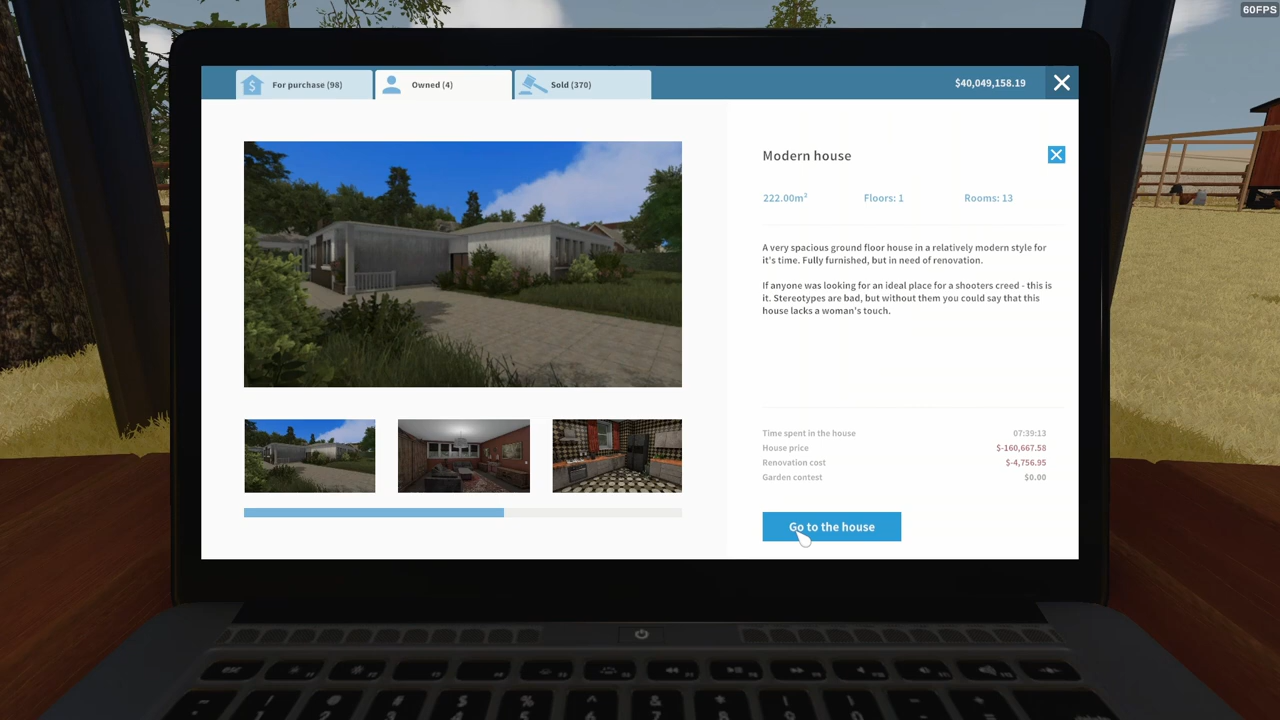 60FPS
For purchase (98)
Owned (4)
Sold (370)
$40,049,158.19
Modern house
222.00m²
Floors: 1
Rooms: 13
A very spacious ground floor house in a relatively modern style for
it's time. Fully furnished, but in need of renovation.
If anyone was looking for an ideal place for a shooters creed - this is
it. Stereotypes are bad, but without them you could say that this
house lacks a woman's touch.
Time spent in the house 07:39:13
House price $-160,667.58
Renovation cost $-4,756.95
Garden contest $0.00
Go to the house